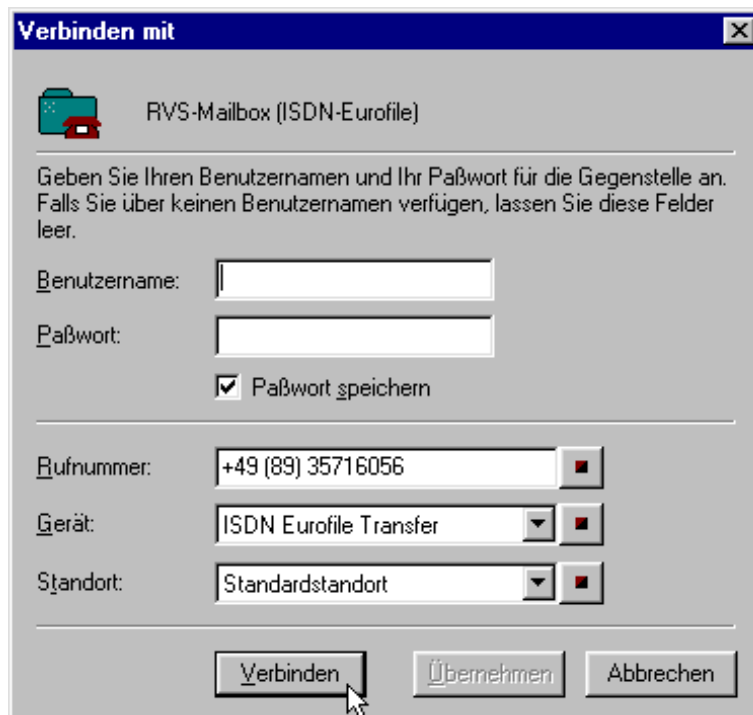 Verbinden mit
RVS-Mailbox (ISDN-Eurofile)
Geben Sie Ihren Benutzernamen und Ihr Paßwort für die Gegenstelle an.
Falls Sie über keinen Benutzernamen verfügen, lassen Sie diese Felder
leer.
Benutzername:
Paßwort:
Paßwort speichern
Rufnummer: +49 (89) 35716056
Gerät: ISDN Eurofile Transfer
Standort: Standardstandort
Verbinden Übernehmen Abbrechen